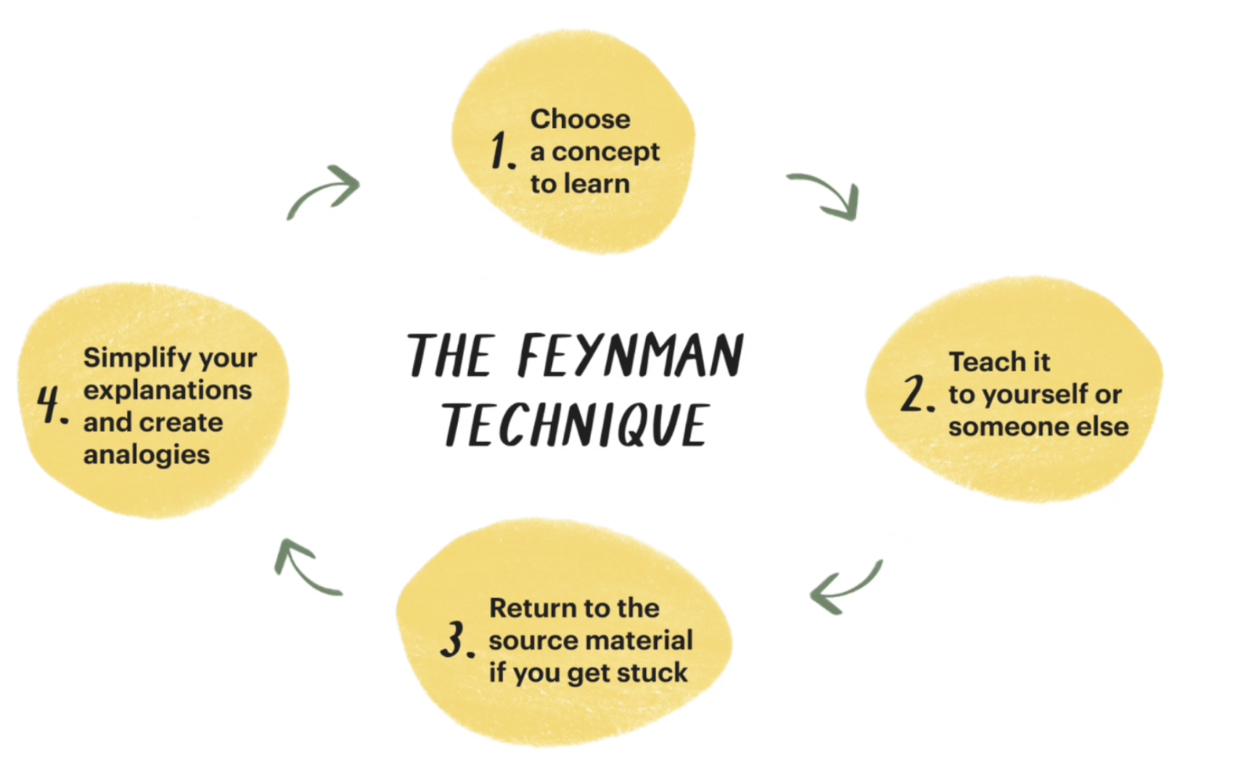 1. Choose
a concept
to learn
THE FEYNMAN
TECHNIQUE
2. Teach it
to yourself or
someone else
3. Return to the
source material
if you get stuck
4. Simplify your
explanations
and create
analogies